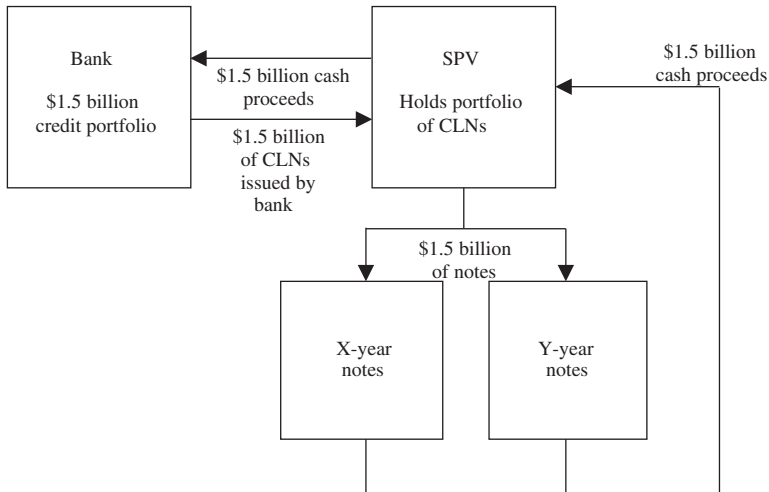 Bank
$1.5 billion
credit portfolio
$1.5 billion cash
proceeds
$1.5 billion
of CLNs
issued by
bank
SPV
Holds portfolio
of CLNs
$1.5 billion
cash proceeds
$1.5 billion
of notes
X-year
notes
Y-year
notes